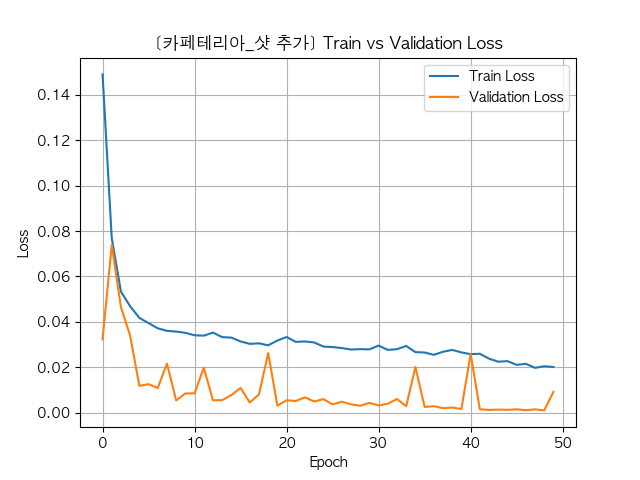 [카페테리아_샷 추가] Train vs Validation Loss
Train Loss
Validation Loss
Loss
0.14
0.12
0.10
0.08
0.06
0.04
0.02
0.00
0 10 20 30 40 50
Epoch